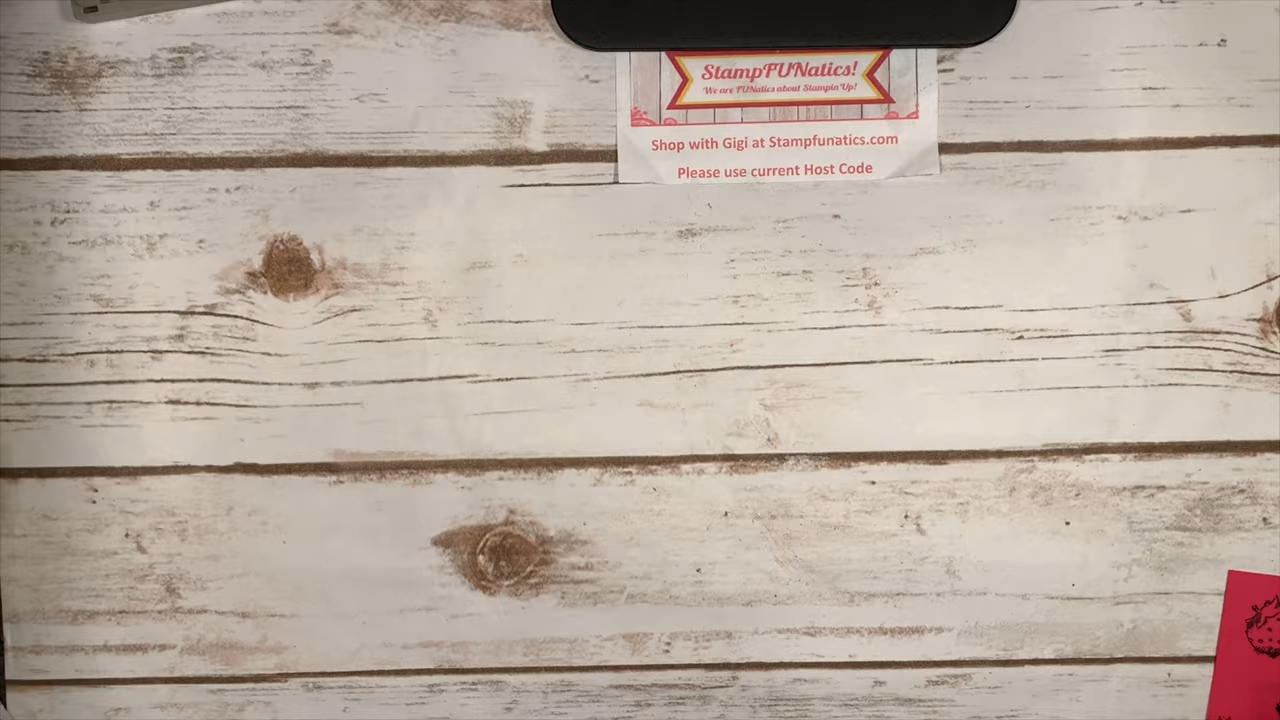 StampFUNatics!
We are FUNatics about Stampin'Up!
Shop with Gigi at Stampfunatics.com
Please use current Host Code